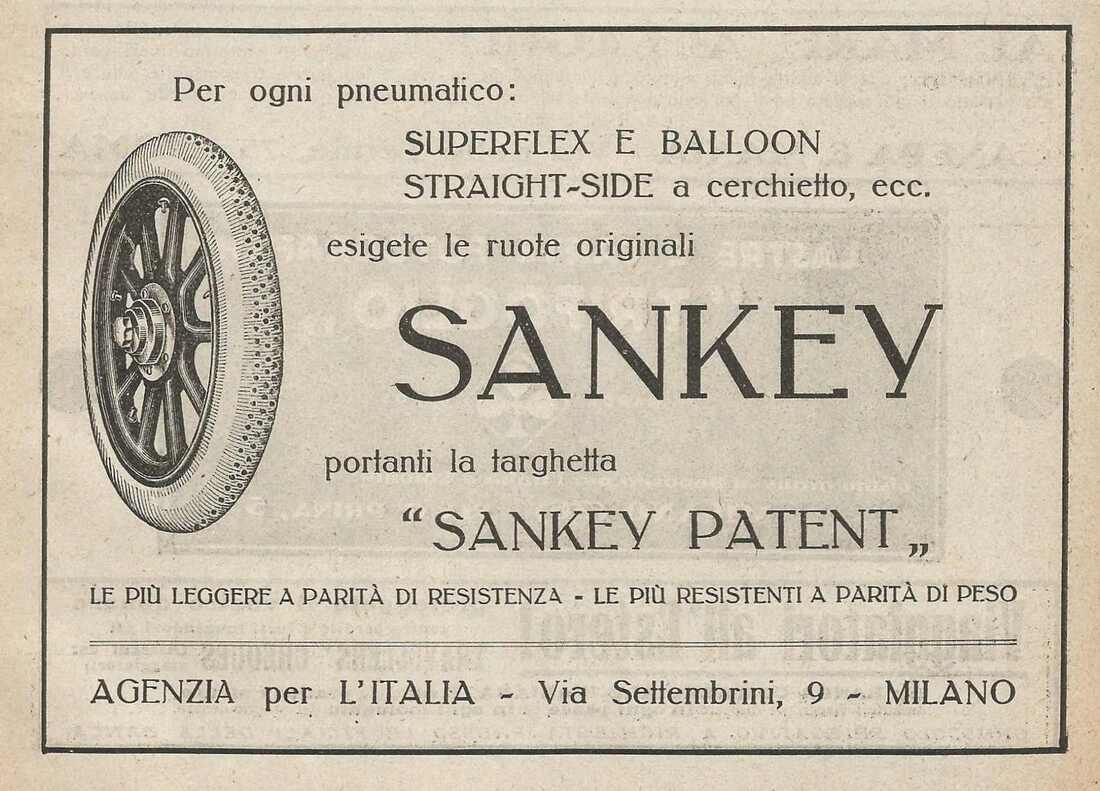 Per ogni pneumatico:
SUPERFLEX E BALLOON
STRAIGHT-SIDE a cerchietto, ecc.
esigete le ruote originali
SANKEY
portanti la targhetta
“SANKEY PATENT„
LE PIÙ LEGGERE A PARITÀ DI RESISTENZA - LE PIÙ RESISTENTI A PARITÀ DI PESO
AGENZIA per L'ITALIA - Via Settembrini, 9 - MILANO